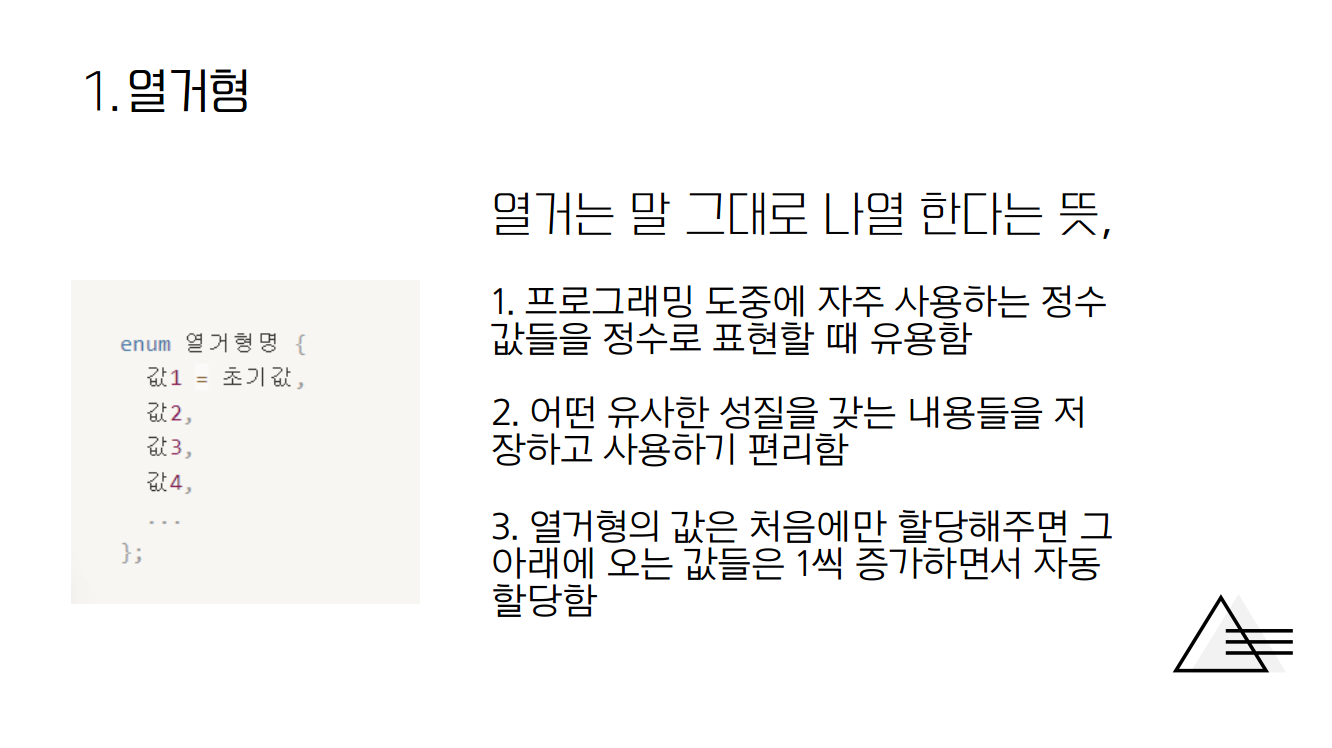 1. 열거형
열거는 말 그대로 나열 한다는 뜻,
1. 프로그래밍 도중에 자주 사용하는 정수
값들을 정수로 표현할 때 유용함
2. 어떤 유사한 성질을 갖는 내용들을 저
장하고 사용하기 편리함
3. 열거형의 값은 처음에만 할당해주면 그
아래에 오는 값들은 1씩 증가하면서 자동
할당함
enum 열거형명 {
값1 = 초기값,
값2,
값3,
값4,
...
};